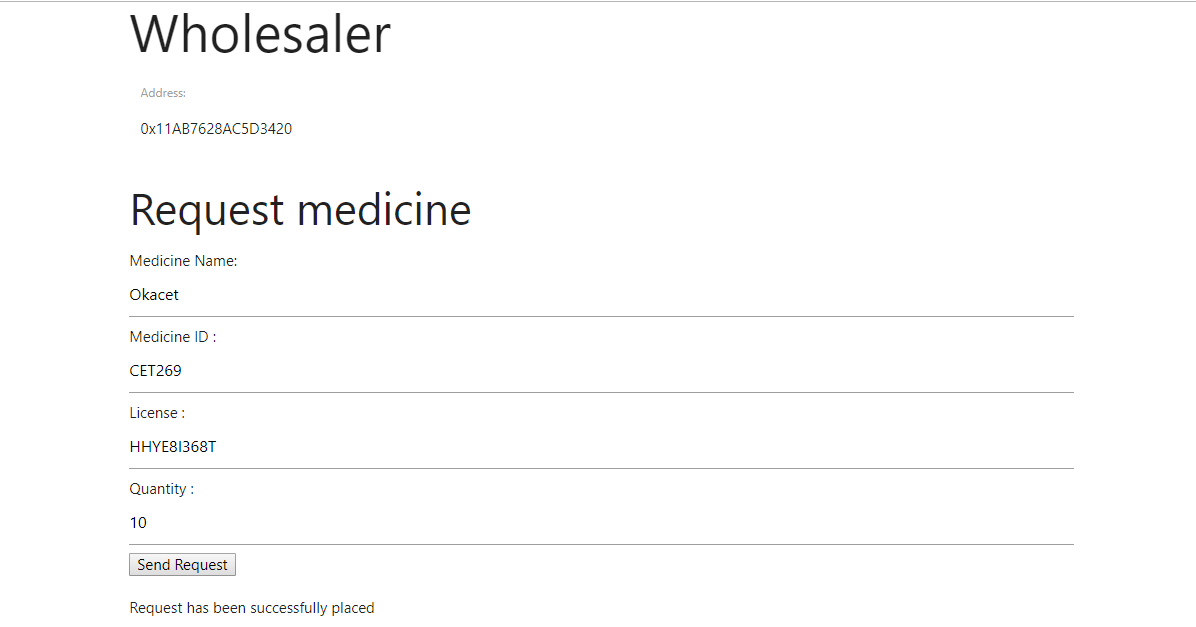 Wholesaler
Address:
0x11AB7628AC5D3420
Request medicine
Medicine Name:
Okacet
Medicine ID :
CET269
License :
HHYE8I368T
Quantity :
10
Send Request
Request has been successfully placed